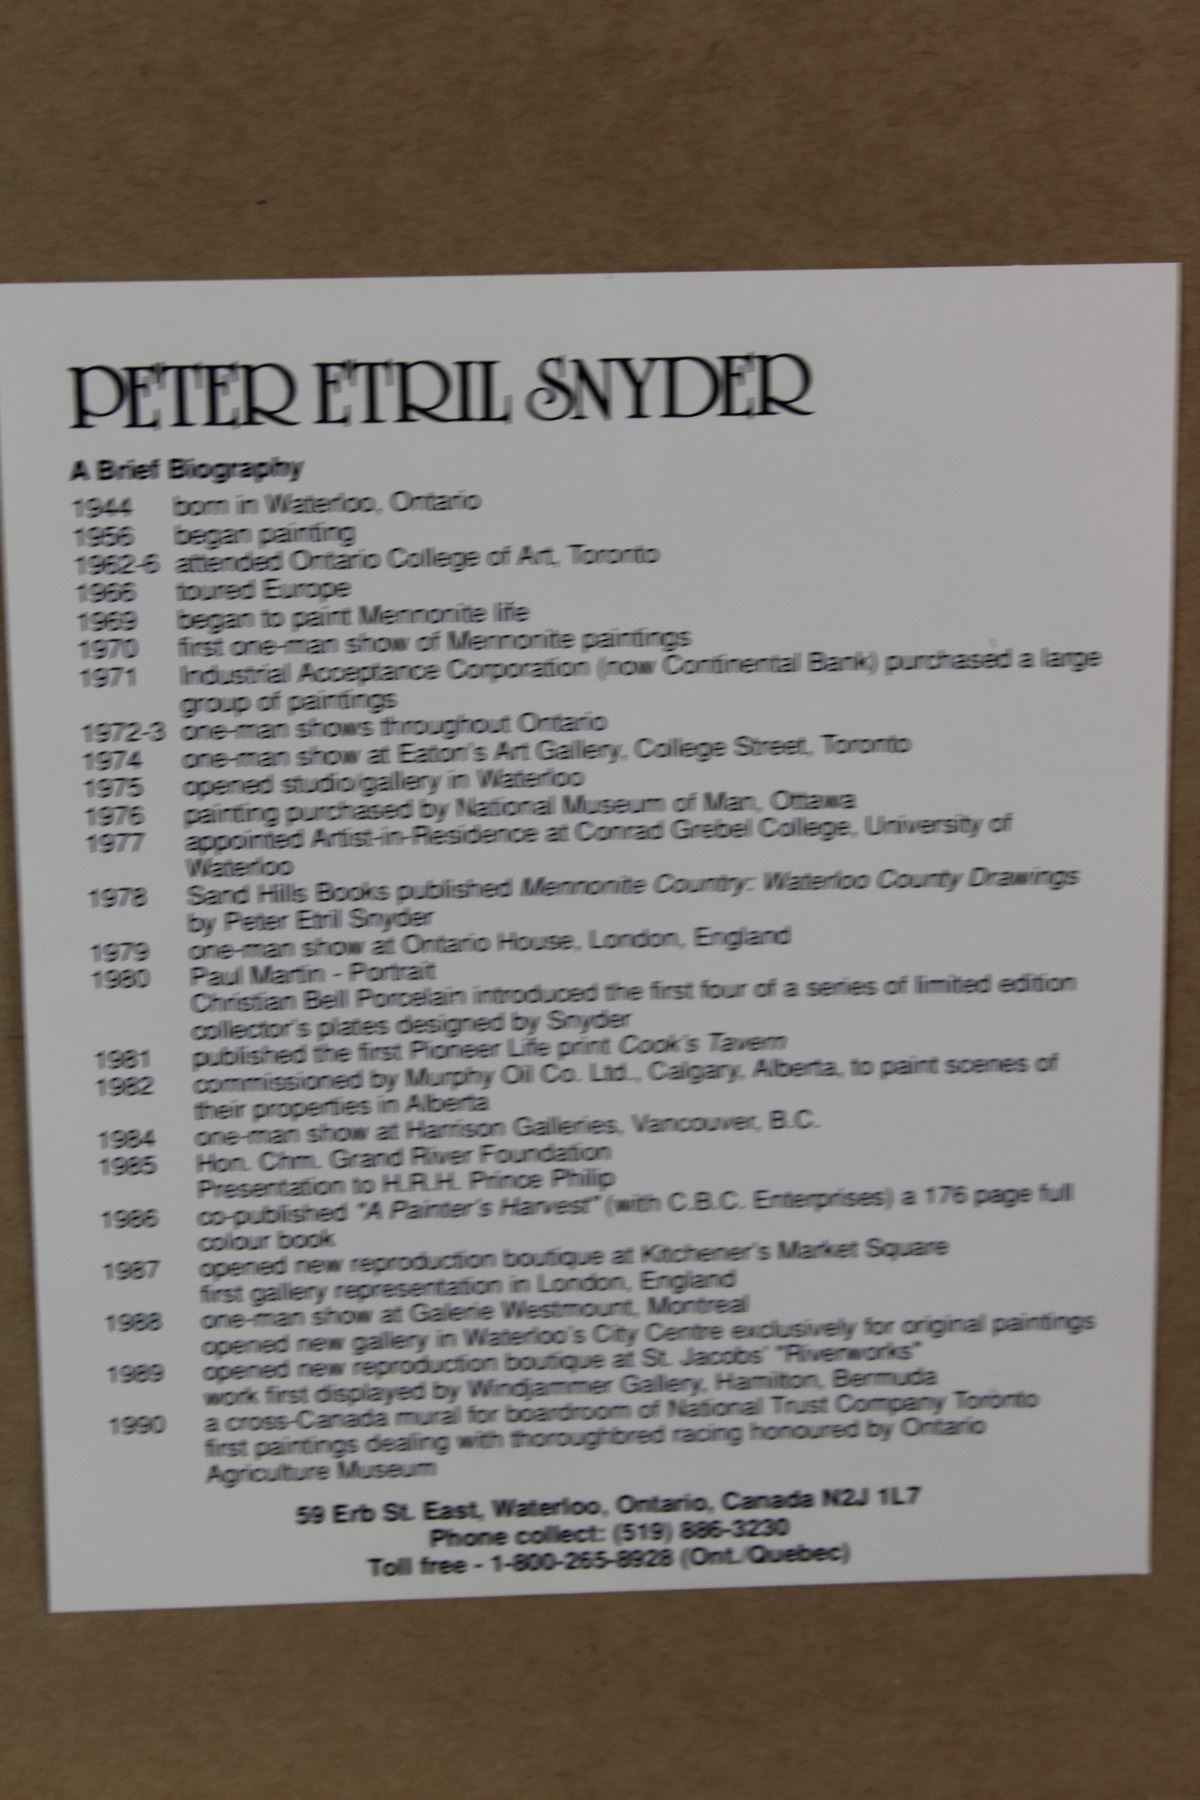 PETER ETRIL SNYDER
A Brief Biography
1944 born in Waterloo, Ontario
1956 began painting
1962-6 attended Ontario College of Art, Toronto
1966 toured Europe
1969 began to paint Mennonite life
1970 first one-man show of Mennonite paintings
1971 Industrial Acceptance Corporation (now Continental Bank) purchased a large
group of paintings
1972-3 one-man shows throughout Ontario
1974 one-man show at Eaton's Art Gallery, College Street, Toronto
1975 opened studio/gallery in Waterloo
1976 painting purchased by National Museum of Man, Ottawa
1977 appointed Artist-in-Residence at Conrad Grebel College, University of
Waterloo
1978 Sand Hills Books published Mennonite Country: Waterloo County Drawings
by Peter Etril Snyder
1979 one-man show at Ontario House, London, England
1980 Paul Martin - Portrait
Christian Bell Porcelain introduced the first four of a series of limited edition
collector's plates designed by Snyder
1981 published the first Pioneer Life print Cook's Tavern
1982 commissioned by Murphy Oil Co. Ltd., Calgary, Alberta, to paint scenes of
their properties in Alberta
1984 one-man show at Harrison Galleries, Vancouver, B.C.
1985 Hon. Chm. Grand River Foundation
Presentation to H.R.H. Prince Philip
1986 co-published "A Painter's Harvest" (with C.B.C. Enterprises) a 176 page full
colour book
1987 opened new reproduction boutique at Kitchener's Market Square
first gallery representation in London, England
1988 one-man show at Galerie Westmount, Montreal
opened new gallery in Waterloo's City Centre exclusively for original paintings
1989 opened new reproduction boutique at St. Jacobs' "Riverworks"
work first displayed by Windjammer Gallery, Hamilton, Bermuda
1990 a cross-Canada mural for boardroom of National Trust Company Toronto
first paintings dealing with thoroughbred racing honoured by Ontario
Agriculture Museum
59 Erb St. East, Waterloo, Ontario, Canada N2J 1L7
Phone collect: (519) 886-3230
Toll free - 1-800-265-8928 (Ont./Quebec)